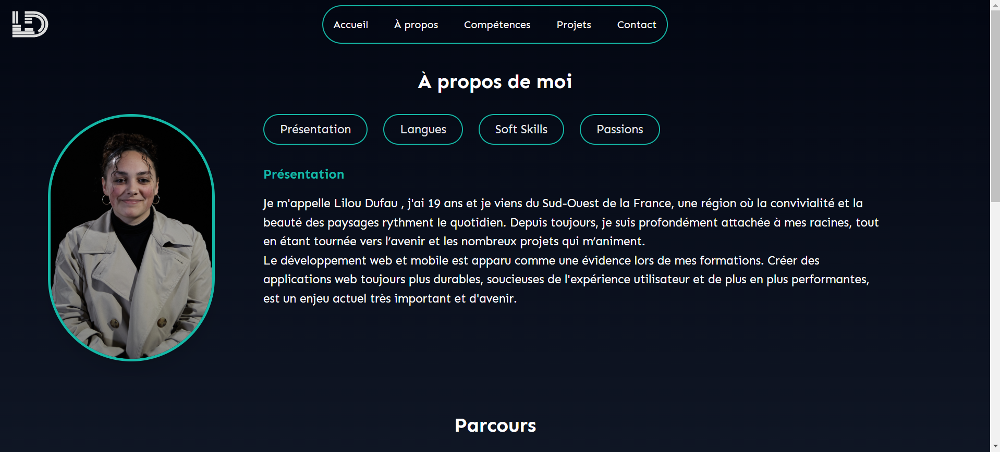 LD
Accueil À propos Compétences Projets Contact
À propos de moi
Présentation Langues Soft Skills Passions
Présentation
Je m'appelle Lilou Dufau , j'ai 19 ans et je viens du Sud-Ouest de la France, une région où la convivialité et la
beauté des paysages rythment le quotidien. Depuis toujours, je suis profondément attachée à mes racines, tout
en étant tournée vers l’avenir et les nombreux projets qui m’animent.
Le développement web et mobile est apparu comme une évidence lors de mes formations. Créer des
applications web toujours plus durables, soucieuses de l'expérience utilisateur et de plus en plus performantes,
est un enjeu actuel très important et d'avenir.
Parcours